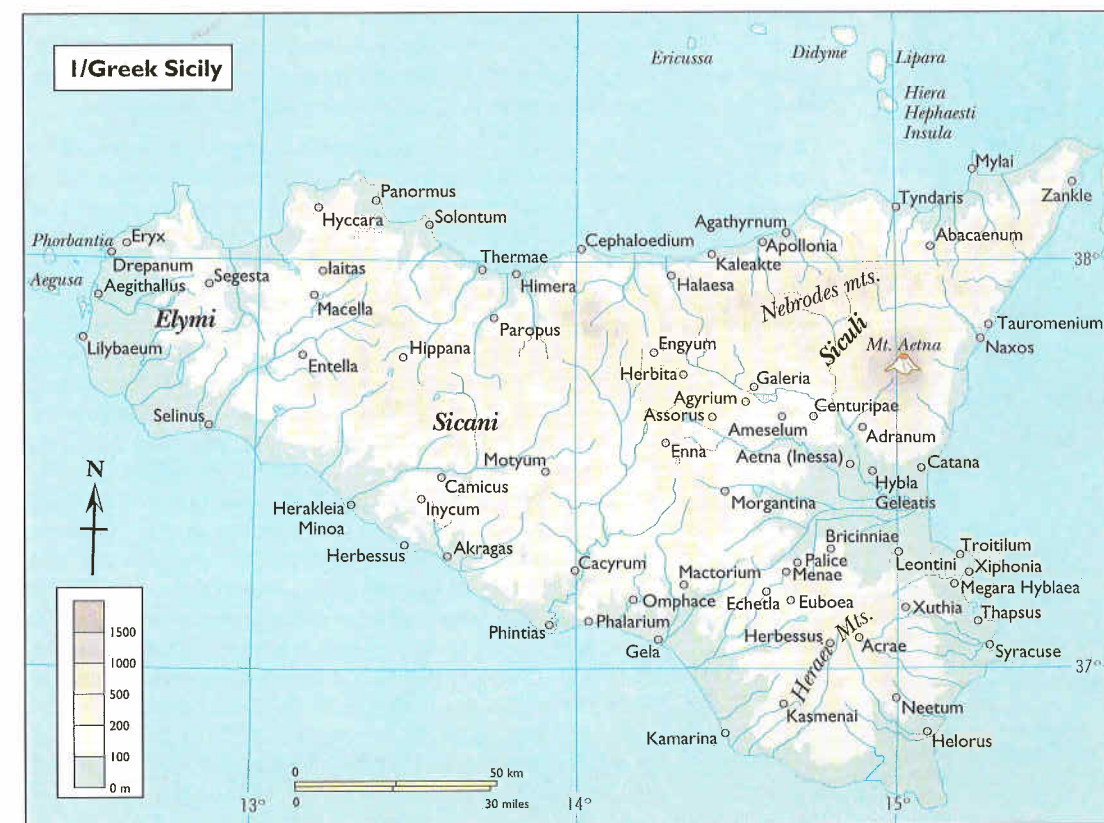 1/Greek Sicily
Ericussa
Didyme
Lipara
Hiera
Hephaesti
Insula
Mylai
Zankle
Tyndaris
Abacaenum
Agathyrnum
Apollonia
Kaleakte
Halaesa
Cephaloedium
Thermae
Himera
Panormus
Hyccara
Solontum
Phorbantia
Eryx
Drepanum
Aegusa
Aegithallus
Segesta
Iaitas
Macella
Elymi
Lilybaeum
Entella
Hippana
Paropus
Selinus
Sicani
38°
Nebrodes mts.
Siculi
Mt. Aetna
Tauromenium
Naxos
Engyum
Herbita
Galeria
Agyrium
Assorus
Ameselum
Centuripae
Adranum
Enna
Aetna (Inessa)
Catana
Hybla
Geleatis
Motyum
Camicus
Inycum
Morgantina
N
Herakleia
Minoa
Herbessus
Akragas
Cacyrum
Mactorium
Omphace
Phintias
Phalarium
Gela
Bricinniae
Palice
Menae
Echetla
Euboea
Leontini
Troitilum
Xiphonia
Megara Hyblaea
Xuthia
Thapsus
Syracuse
Herbessus
Heraei Mts.
Acrae
37°
Kasmenai
Neetum
Kamarina
Helorus
1500
1000
500
200
100
0 m
0
50 km
0
30 miles
13°
14°
15°